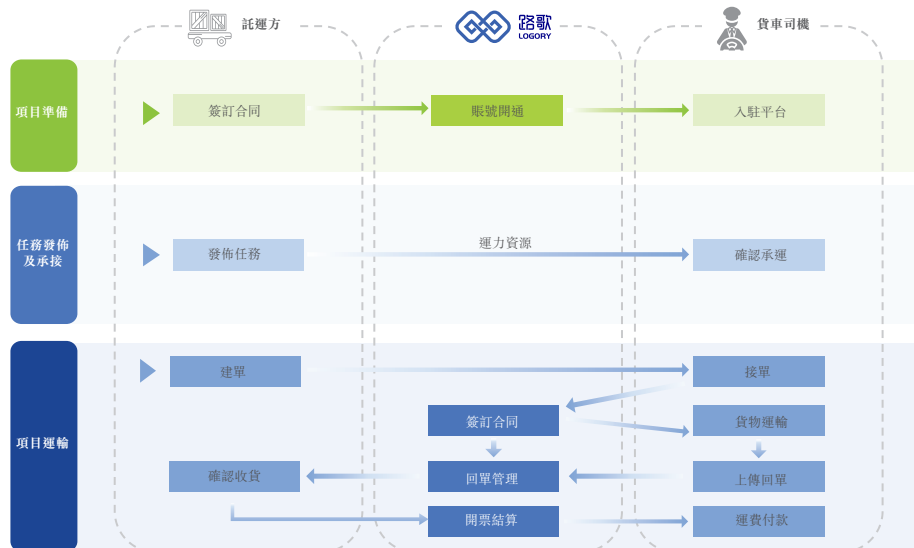 託運方
路歌
LOGORY
貨車司機
項目準備
簽訂合同
賬號開通
入駐平台
任務發佈
及承接
發佈任務
運力資源
確認承運
項目運輸
建單
接單
簽訂合同
貨物運輸
確認收貨
回單管理
上傳回單
開票結算
運費付款